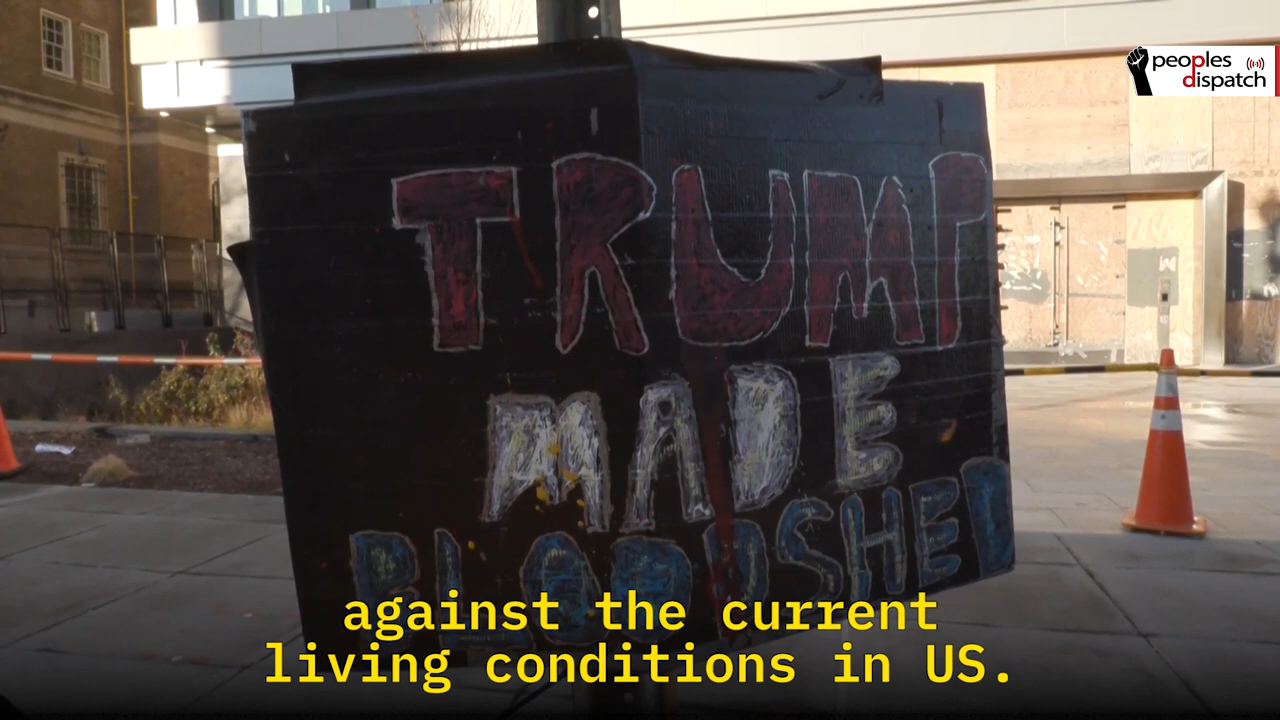 peoples
dispatch
TRUMP
MADE
BLOODSHED
against the current
living conditions in US.